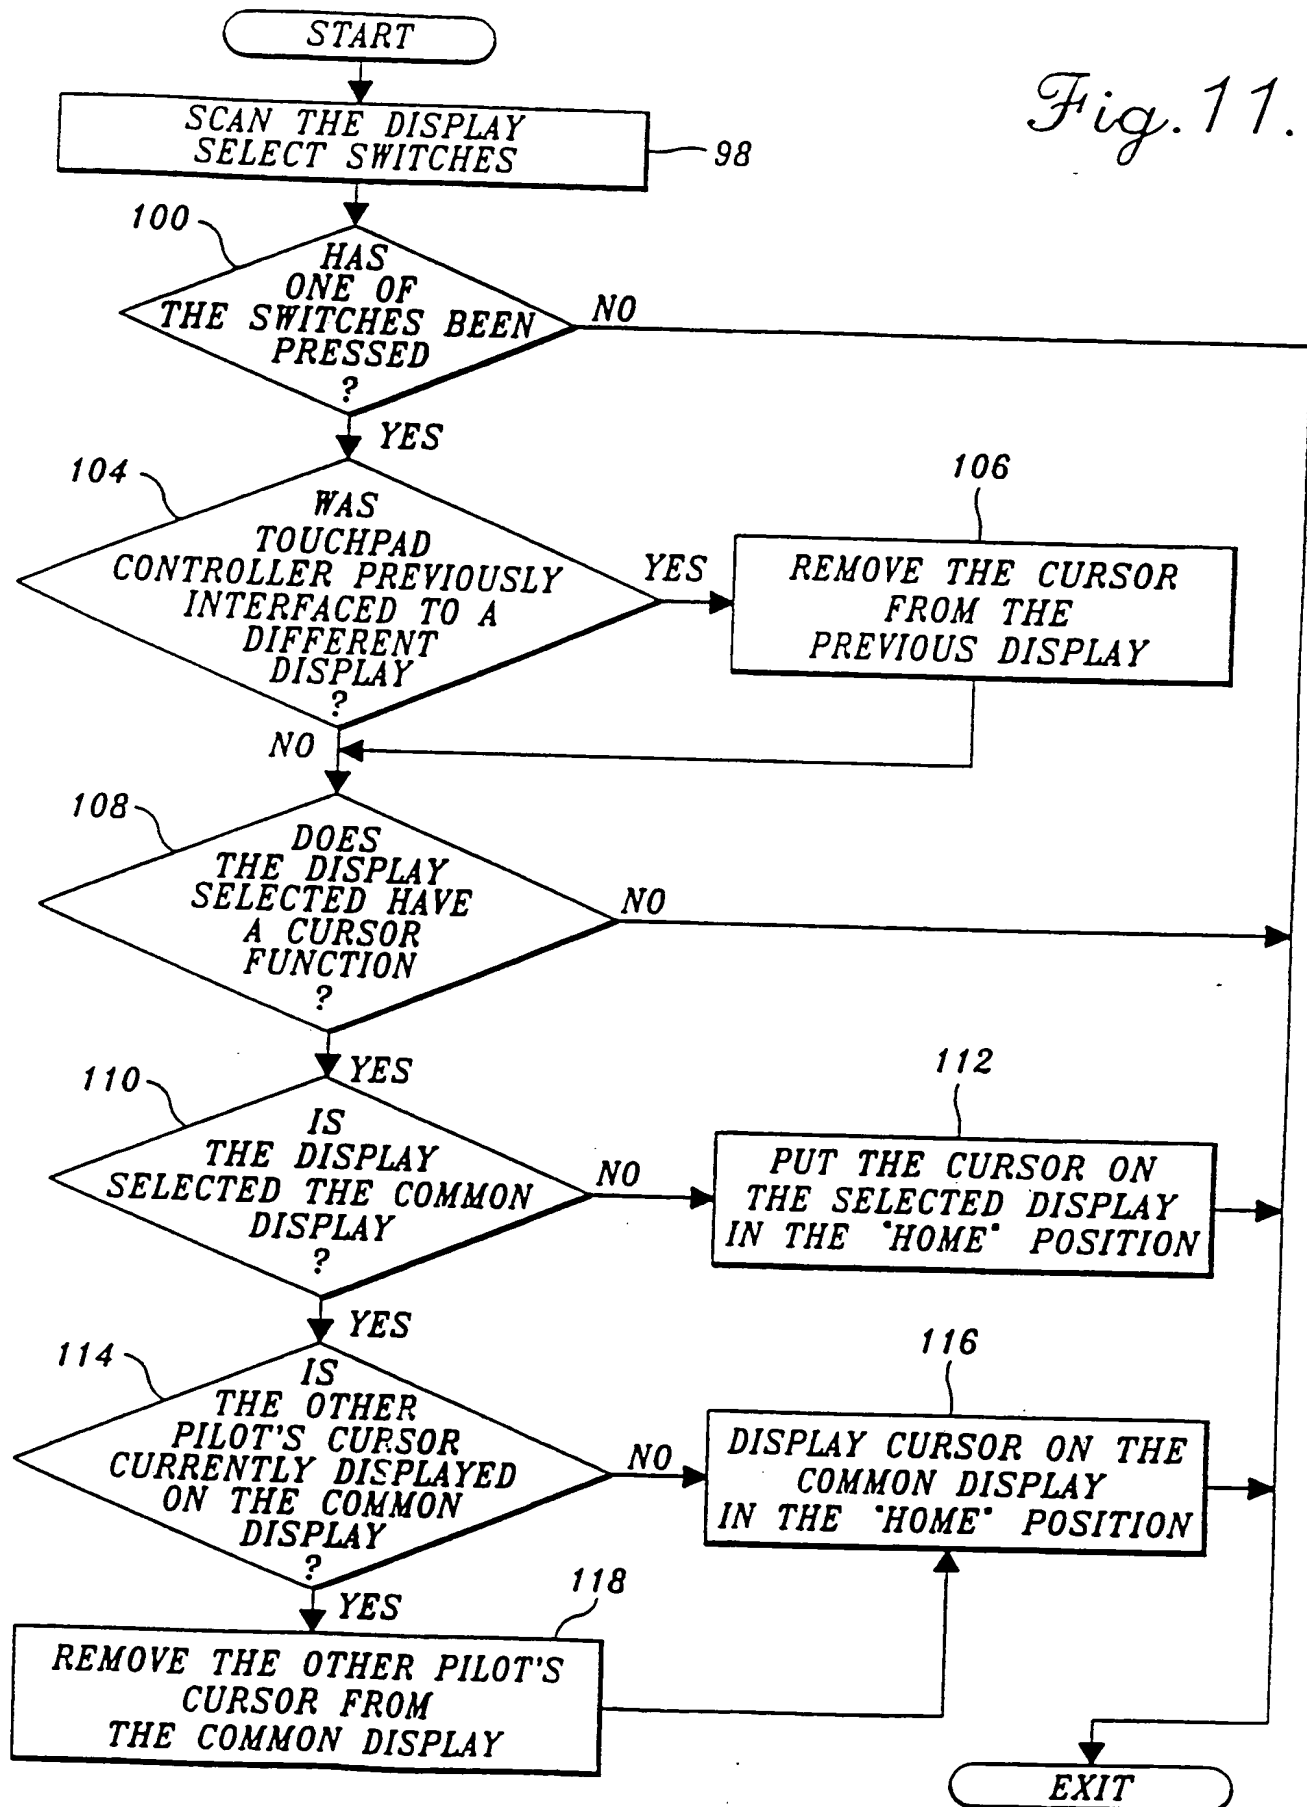 START
Fig. 11.
SCAN THE DISPLAY
SELECT SWITCHES
98
100
HAS
ONE OF
THE SWITCHES BEEN
PRESSED
?
NO
YES
104
WAS
TOUCHPAD
CONTROLLER PREVIOUSLY
INTERFACED TO A
DIFFERENT
DISPLAY
?
YES
106
REMOVE THE CURSOR
FROM THE
PREVIOUS DISPLAY
NO
108
DOES
THE DISPLAY
SELECTED HAVE
A CURSOR
FUNCTION
?
NO
YES
110
IS
THE DISPLAY
SELECTED THE COMMON
DISPLAY
?
NO
112
PUT THE CURSOR ON
THE SELECTED DISPLAY
IN THE "HOME" POSITION
YES
114
IS
THE OTHER
PILOT'S CURSOR
CURRENTLY DISPLAYED
ON THE COMMON
DISPLAY
?
NO
116
DISPLAY CURSOR ON THE
COMMON DISPLAY
IN THE "HOME" POSITION
YES
118
REMOVE THE OTHER PILOT'S
CURSOR FROM
THE COMMON DISPLAY
EXIT